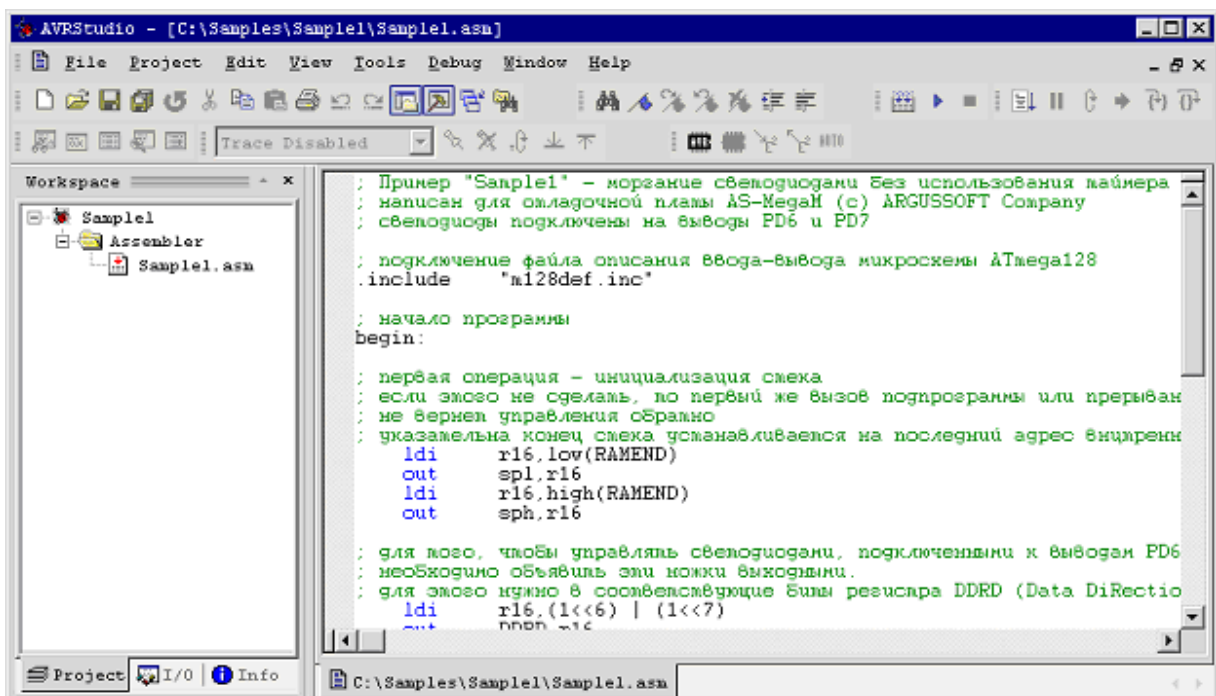 AVRStudio - [C:\Samples\Sample1\Sample1.asm]
File Project Edit View Tools Debug Window Help
Trace Disabled
AUTO
Workspace
Sample1
Assembler
Sample1.asm
; Пример "Sample1" - моргание светодиодами без использования таймера
; написан для отладочной платы AS-MegaM (c) ARGUSSOFT Company
; светодиоды подключены на выводы PD6 и PD7
; подключение файла описания ввода-вывода микросхемы ATmega128
.include "m128def.inc"
; начало программы
begin:
; первая операция - инициализация стека
; если этого не сделать, то первый же вызов подпрограммы или прерыван
; не вернет управления обратно
; указательна конец стека устанавливается на последний адрес внутренн
ldi r16,low(RAMEND)
out spl,r16
ldi r16,high(RAMEND)
out sph,r16
; для того, чтобы управлять светодиодами, подключенными к выводам PD6
; необходимо объявить эти ножки выходными.
; для этого нужно в соответствующие биты регистра DDRD (Data DiRectio
ldi r16,(1<<6) | (1<<7)
out DDRD,r16
Project I/O Info
C:\Samples\Sample1\Sample1.asm